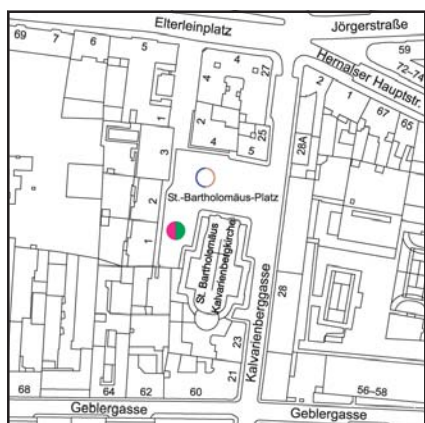 Elterleinplatz
Jörgerstraße
69
7
6
5
4
27
59
72-74
Hernalser Hauptstr.
4
2
1
67
65
1
2
25
28A
3
4
5
2
St.-Bartholomäus-Platz
1
St. Bartholomäus
Kalvarienbergkirche
28
Kalvarienberggasse
23
21
68
64
62
60
56-58
Geblergasse
Geblergasse